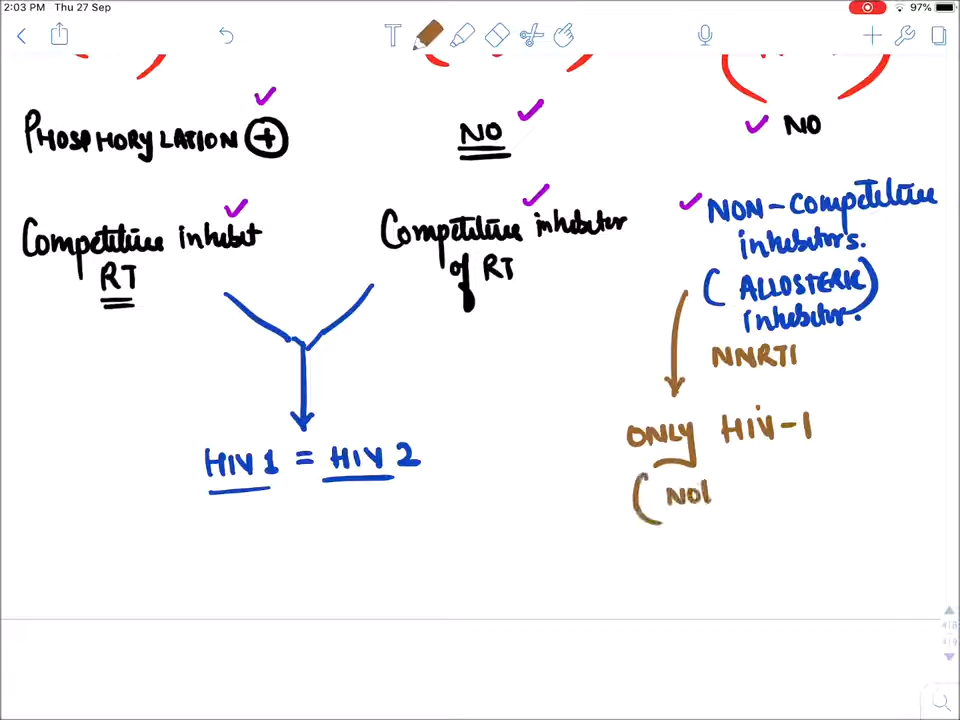 2:03 PM Thu 27 Sep
97%
T
PHOSPHORYLATION +
NO
NO
Competitive inhibit
RT
Competitive inhibitor
of RT
NON-Competitive
inhibitors.
(ALLOSTERIC)
inhibitor.
NNRTI
ONLY HIV-1
HIV 1 = HIV 2